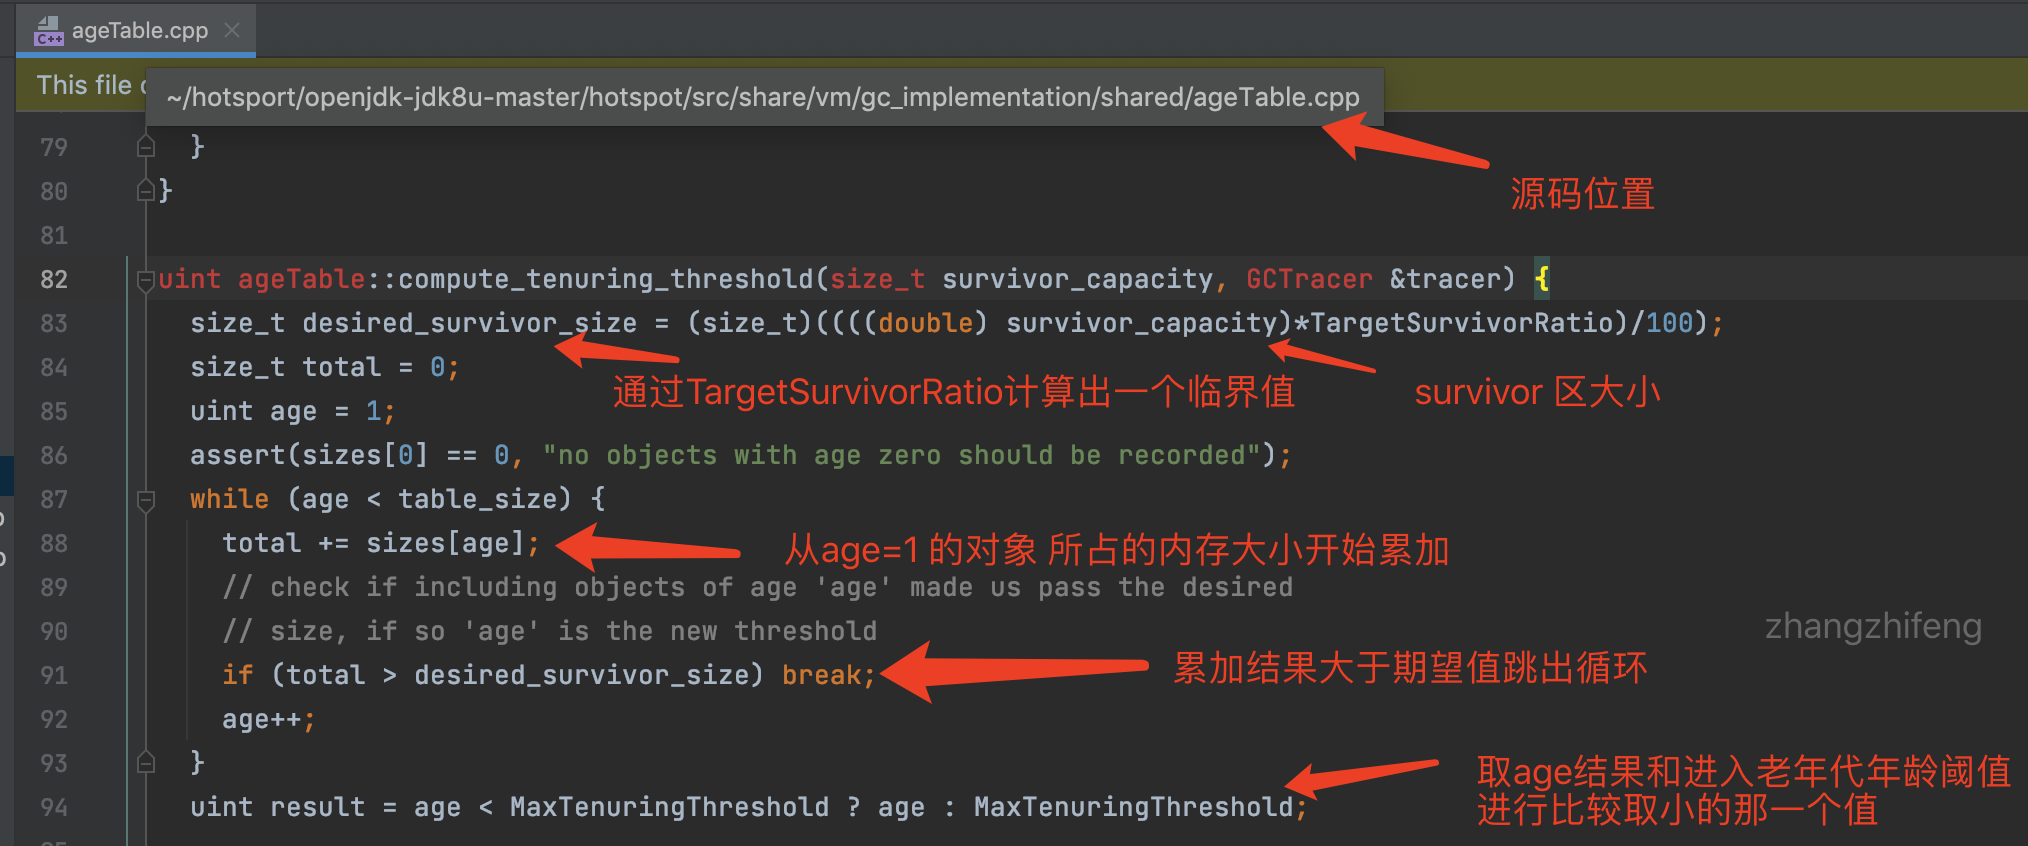 ageTable.cpp
This file
~/hotsport/openjdk-jdk8u-master/hotspot/src/share/vm/gc_implementation/shared/ageTable.cpp
79 }
80 }
源码位置
81
82 uint ageTable::compute_tenuring_threshold(size_t survivor_capacity, GCTracer &tracer) {
83 size_t desired_survivor_size = (size_t)((((double) survivor_capacity)*TargetSurvivorRatio)/100);
84 size_t total = 0;
通过TargetSurvivorRatio计算出一个临界值
survivor 区大小
85 uint age = 1;
86 assert(sizes[0] == 0, "no objects with age zero should be recorded");
87 while (age < table_size) {
88 total += sizes[age];
从age=1 的对象 所占的内存大小开始累加
89 // check if including objects of age 'age' made us pass the desired
90 // size, if so 'age' is the new threshold
zhangzhifeng
91 if (total > desired_survivor_size) break;
累加结果大于期望值跳出循环
92 age++;
93 }
取age结果和进入老年代年龄阈值
进行比较取小的那一个值
94 uint result = age < MaxTenuringThreshold ? age : MaxTenuringThreshold;